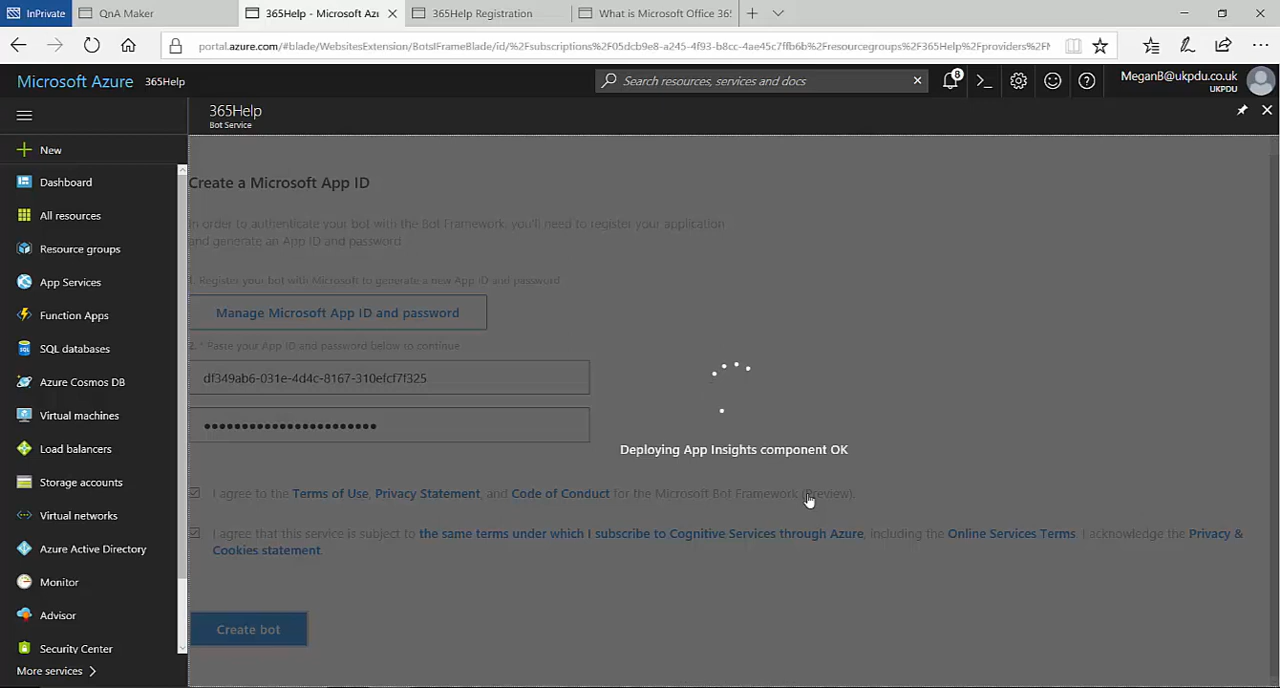 InPrivate
QnA Maker
365Help - Microsoft Azu
365Help Registration
What is Microsoft Office 365
portal.azure.com/#blade/WebsitesExtension/BotsIFrameBlade/id/%2Fsubscriptions%2F05dcb9e8-a245-4f93-b8cc-4ae45c7ffb6b%2Fresourcegroups%2F365Help%2Fproviders%2FM
Microsoft Azure 365Help
Search resources, services and docs
8
MeganB@ukpdu.co.uk
UKPDU
365Help
Bot Service
New
Dashboard
All resources
Resource groups
App Services
Function Apps
SQL databases
Azure Cosmos DB
Virtual machines
Load balancers
Storage accounts
Virtual networks
Azure Active Directory
Monitor
Advisor
Security Center
More services
Create a Microsoft App ID
In order to authenticate your bot with the Bot Framework, you'll need to register your application
and generate an App ID and password.
1. Register your bot with Microsoft to generate a new App ID and password
Manage Microsoft App ID and password
2. * Paste your App ID and password below to continue
df349ab6-031e-4d4c-8167-310efcf7f325
Deploying App Insights component OK
I agree to the Terms of Use, Privacy Statement, and Code of Conduct for the Microsoft Bot Framework (Preview).
I agree that this service is subject to the same terms under which I subscribe to Cognitive Services through Azure, including the Online Services Terms. I acknowledge the Privacy &
Cookies statement.
Create bot